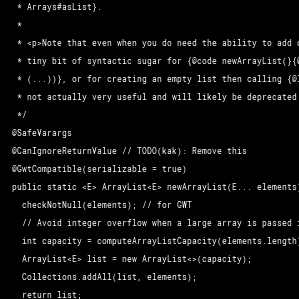 * Arrays#asList}.
*
* <p>Note that even when you do need the ability to add
* tiny bit of syntactic sugar for {@code newArrayList(}{@
* (...))}, or for creating an empty list then calling {@
* not actually very useful and will likely be deprecated
*/
@SafeVarargs
@CanIgnoreReturnValue // TODO(kak): Remove this
@GwtCompatible(serializable = true)
public static <E> ArrayList<E> newArrayList(E... elements)
checkNotNull(elements); // for GWT
// Avoid integer overflow when a large array is passed
int capacity = computeArrayListCapacity(elements.length
ArrayList<E> list = new ArrayList<>(capacity);
Collections.addAll(list, elements);
return list;